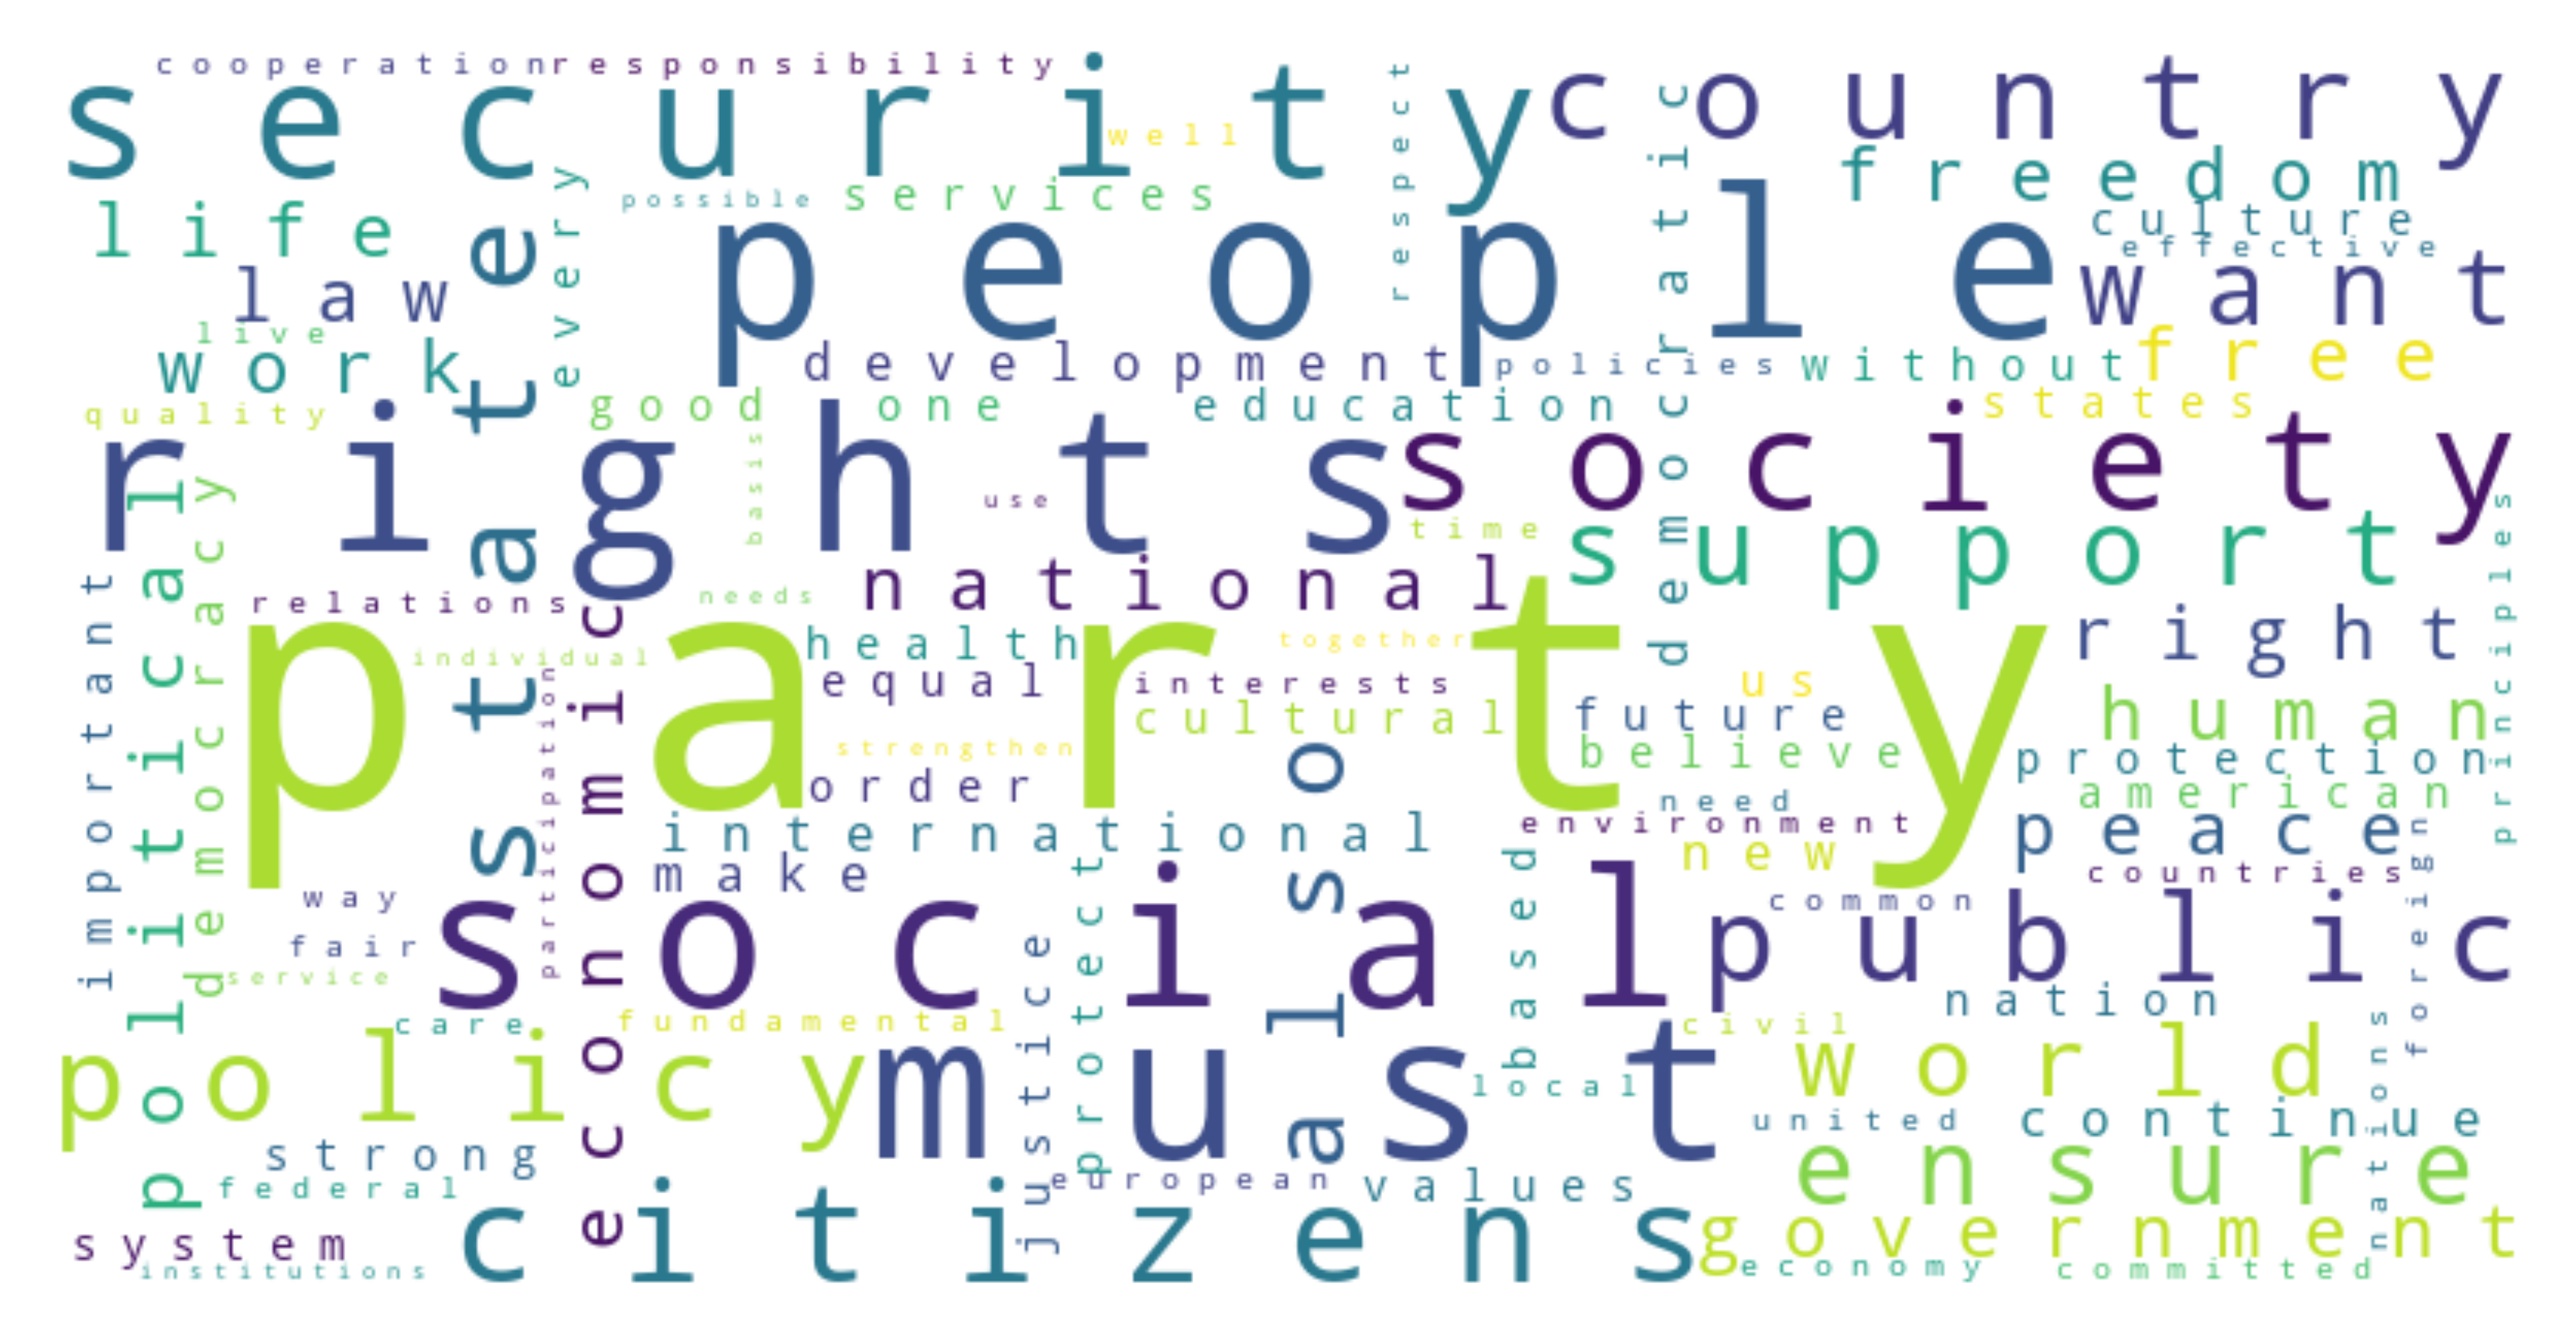 cooperation
responsibility
security
country
respect
democratic
well
freedom
every
possible
services
life
culture
effective
people
want
law
state
live
work
development
policies
without
free
quality
good
one
education
states
rights
society
basis
use
time
support
principles
political
democracy
important
national
relations
needs
economic
right
party
health
together
individual
equal
interests
us
participation
cultural
future
human
strengthen
believe
protection
also
order
need
american
international
environment
peace
foreign
make
new
countries
way
social
protect
based
common
public
fair
justice
service
nation
care
fundamental
civil
nations
policy
must
world
local
united
continue
strong
ensure
federal
european
values
system
citizens
government
institutions
economy
committed